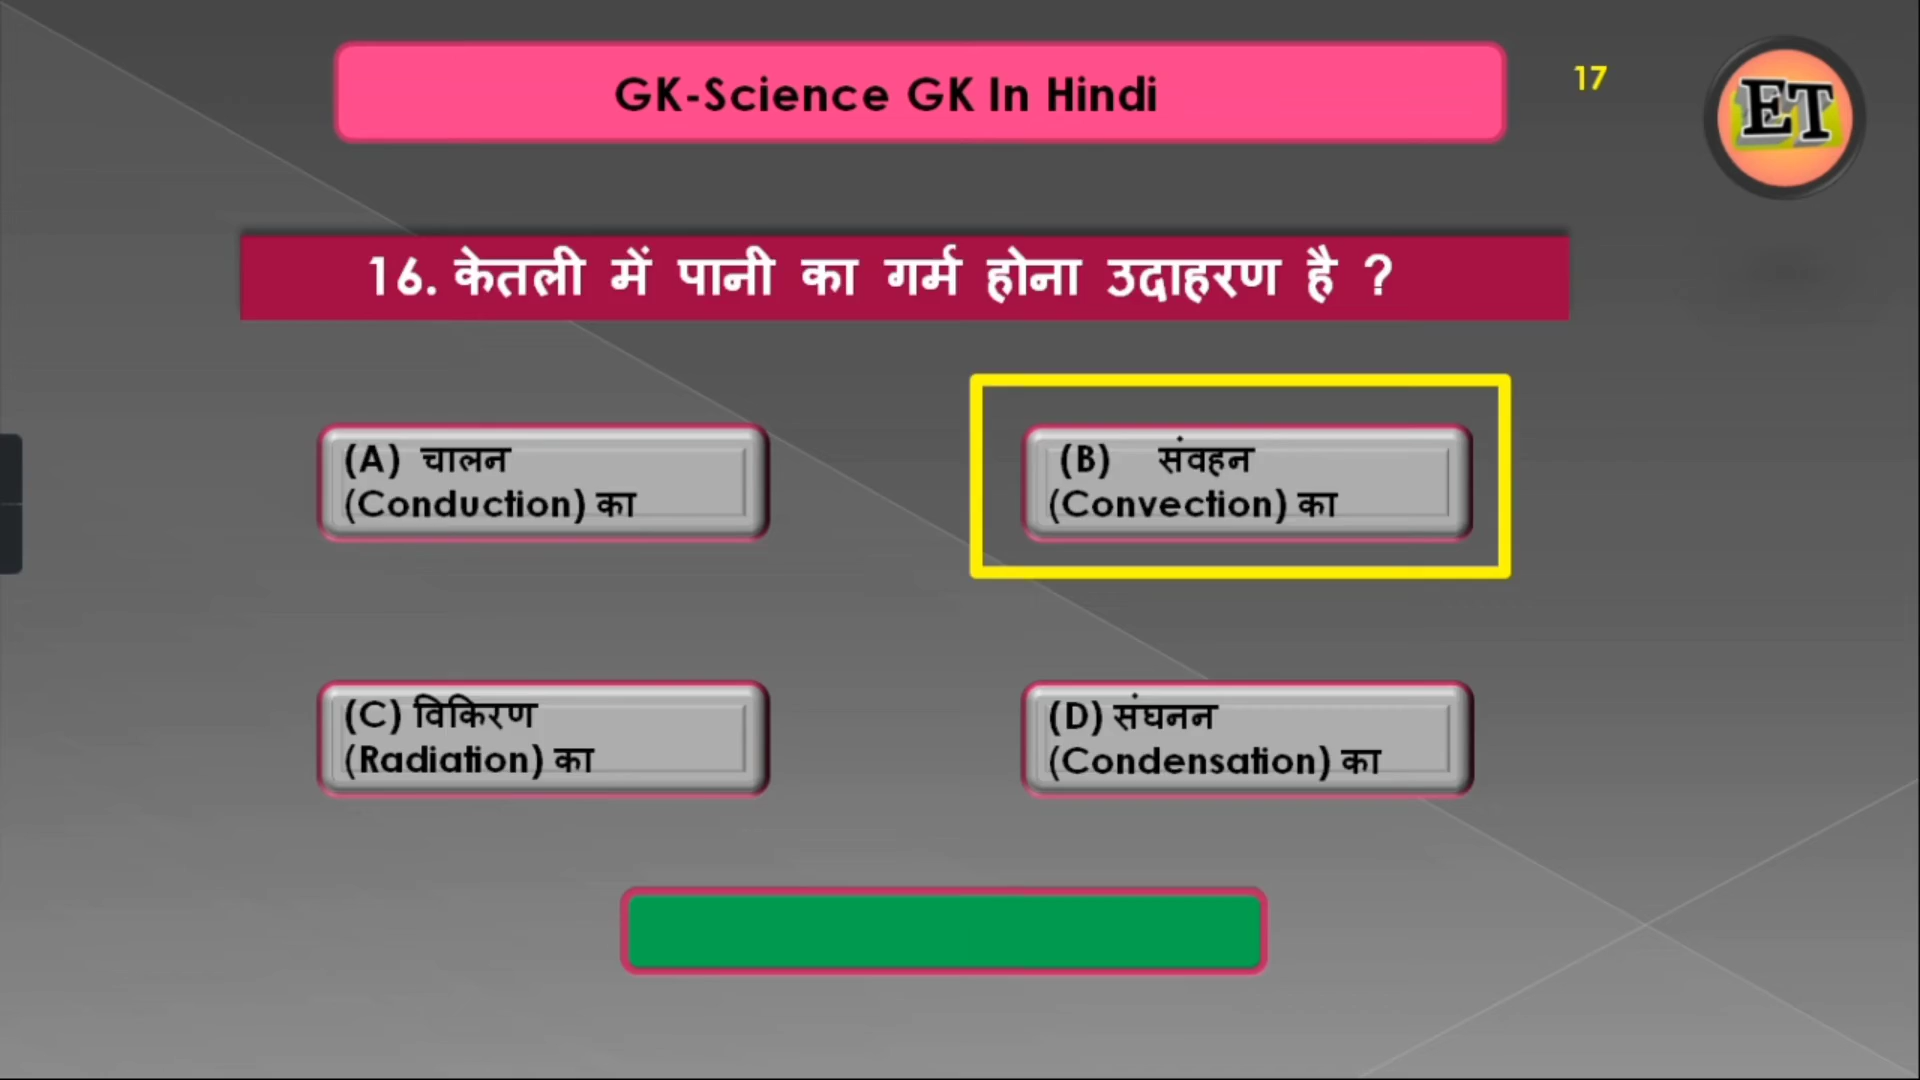 GK-Science GK In Hindi
17
ET
16. केतली में पानी का गर्म होना उदाहरण है ?
(A) चालन
(Conduction) का
(B) संवहन
(Convection) का
(C) विकिरण
(Radiation) का
(D) संघनन
(Condensation) का